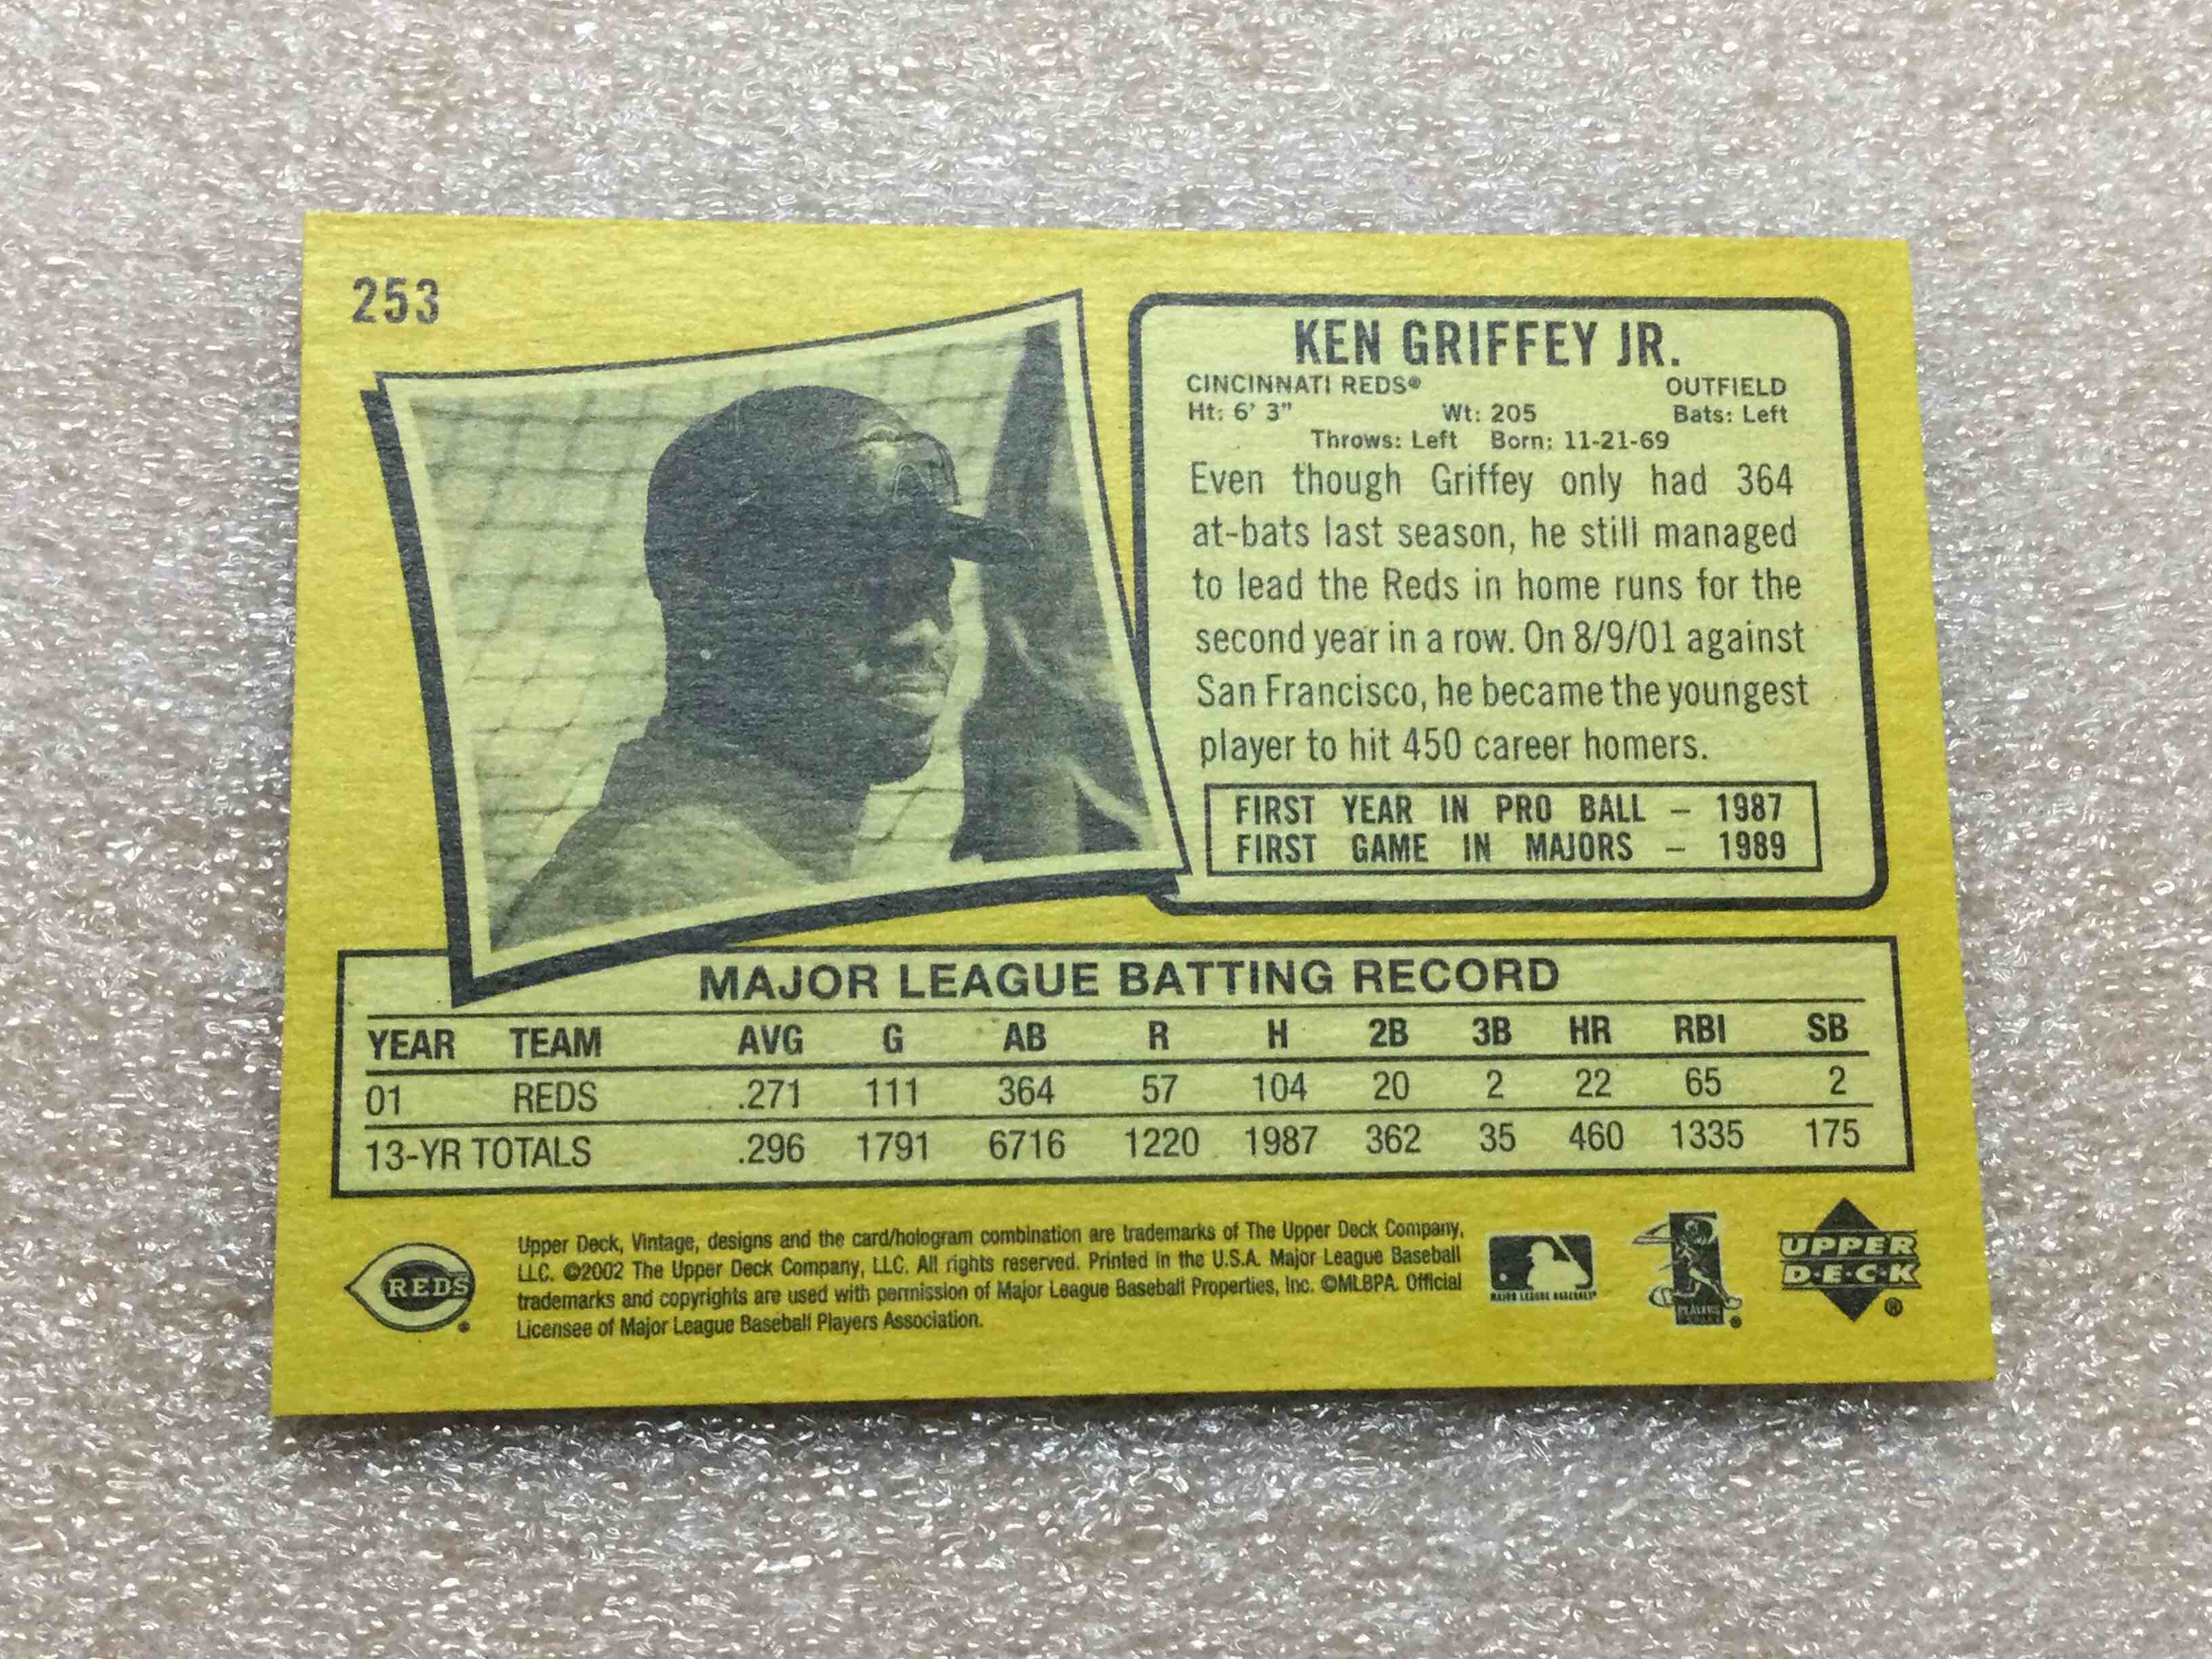 253
KEN GRIFFEY JR.
CINCINNATI REDS® OUTFIELD
Ht: 6' 3" Wt: 205 Bats: Left
Throws: Left Born: 11-21-69
Even though Griffey only had 364
at-bats last season, he still managed
to lead the Reds in home runs for the
second year in a row. On 8/9/01 against
San Francisco, he became the youngest
player to hit 450 career homers.
FIRST YEAR IN PRO BALL – 1987
FIRST GAME IN MAJORS – 1989
MAJOR LEAGUE BATTING RECORD
YEAR TEAM AVG G AB R H 2B 3B HR RBI SB
01 REDS .271 111 364 57 104 20 2 22 65 2
13-YR TOTALS .296 1791 6716 1220 1987 362 35 460 1335 175
REDS
Upper Deck, Vintage, designs and the card/hologram combination are trademarks of The Upper Deck Company,
LLC. ©2002 The Upper Deck Company, LLC. All rights reserved. Printed in the U.S.A. Major League Baseball
trademarks and copyrights are used with permission of Major League Baseball Properties, Inc. ©MLBPA. Official
Licensee of Major League Baseball Players Association.
MAJOR LEAGUE BASEBALL
PLAYERS
UPPER
D·E·C·K
®